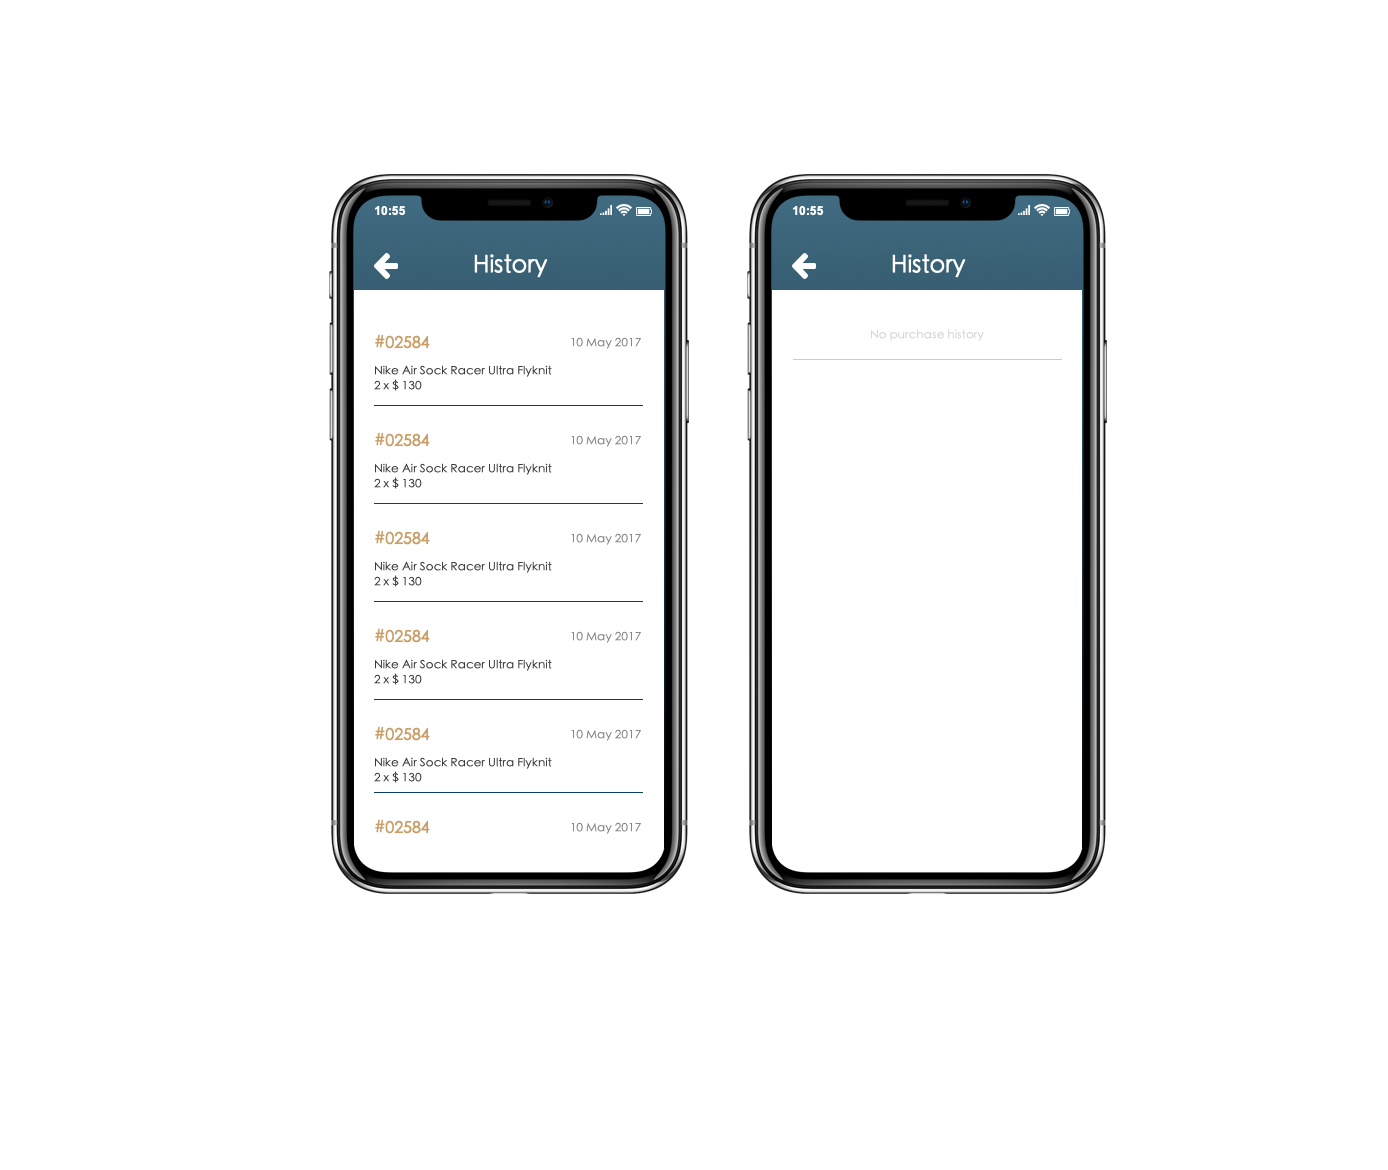 10:55
History
#02584 10 May 2017
Nike Air Sock Racer Ultra Flyknit
2 x $ 130
#02584 10 May 2017
Nike Air Sock Racer Ultra Flyknit
2 x $ 130
#02584 10 May 2017
Nike Air Sock Racer Ultra Flyknit
2 x $ 130
#02584 10 May 2017
Nike Air Sock Racer Ultra Flyknit
2 x $ 130
#02584 10 May 2017
Nike Air Sock Racer Ultra Flyknit
2 x $ 130
#02584 10 May 2017
10:55
History
No purchase history